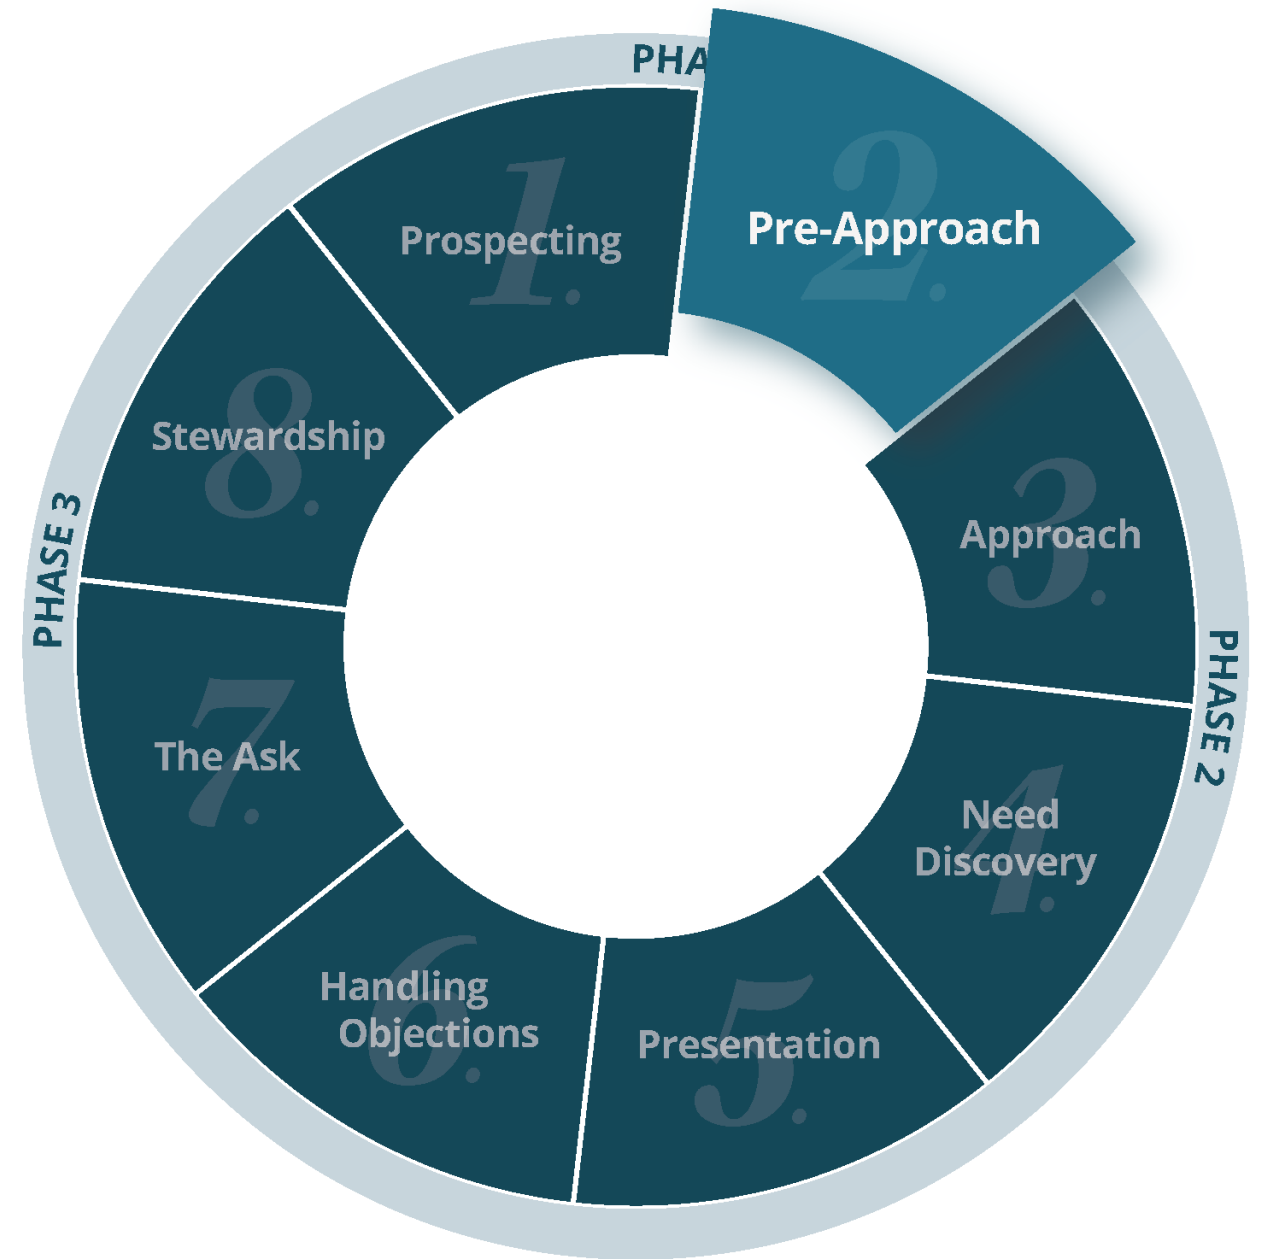 PHA
1.
Prospecting
2.
Pre-Approach
3.
Approach
PHASE 2
4.
Need
Discovery
5.
Presentation
6.
Handling
Objections
7.
The Ask
8.
Stewardship
PHASE 3